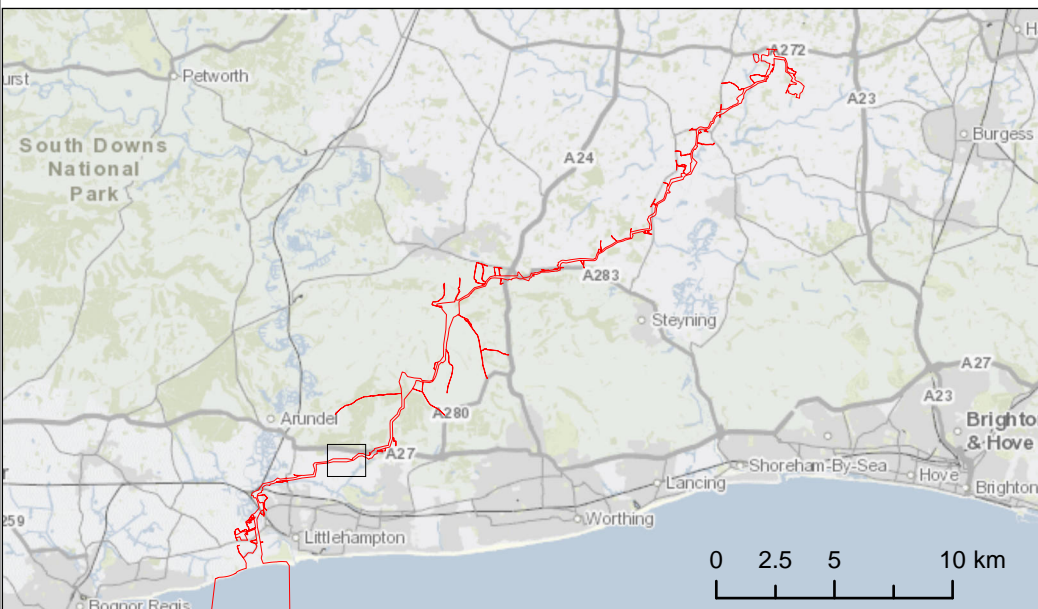 A272
H
urst
Petworth
A23
Burgess
South Downs
National
Park
A24
A283
Steyning
A27
A23
Arundel
A280
Brighto
& Hove
A27
r
Shoreham-By-Sea
Hove
Lancing
Brighton
259
Worthing
Littlehampton
0 2.5 5 10 km
Bognor Regis